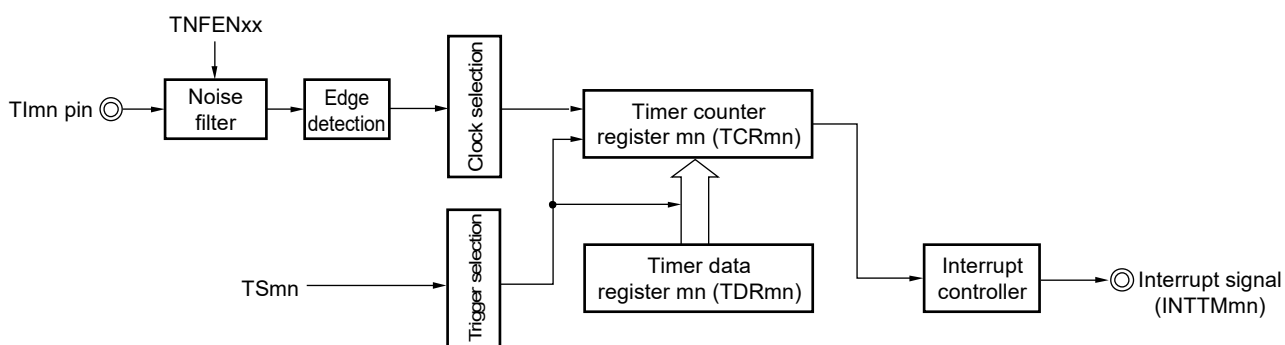 TNFENxx
TImn pin
Noise
filter
Edge
detection
Clock selection
Timer counter
register mn (TCRmn)
TSmn
Trigger selection
Timer data
register mn (TDRmn)
Interrupt
controller
Interrupt signal
(INTTMmn)